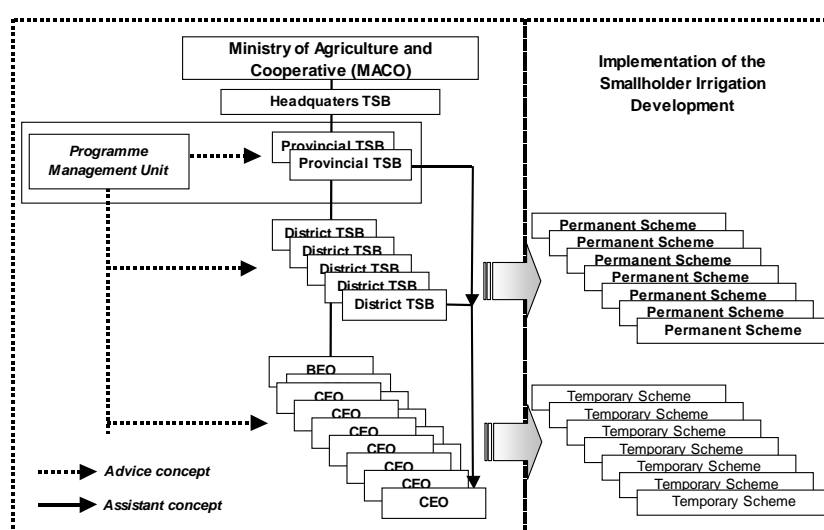 Ministry of Agriculture and
Cooperative (MACO)
Headquaters TSB
Programme
Management Unit
Provincial TSB
Provincial TSB
District TSB
District TSB
District TSB
District TSB
District TSB
BEO
CEO
CEO
CEO
CEO
CEO
CEO
CEO
Advice concept
Assistant concept
Implementation of the
Smallholder Irrigation
Development
Permanent Scheme
Permanent Scheme
Permanent Scheme
Permanent Scheme
Permanent Scheme
Permanent Scheme
Permanent Scheme
Temporary Scheme
Temporary Scheme
Temporary Scheme
Temporary Scheme
Temporary Scheme
Temporary Scheme
Temporary Scheme